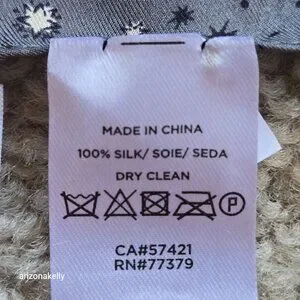 MADE IN CHINA
100% SILK/ SOIE/ SEDA
DRY CLEAN
P
CA#57421
RN#77379
arizonakelly